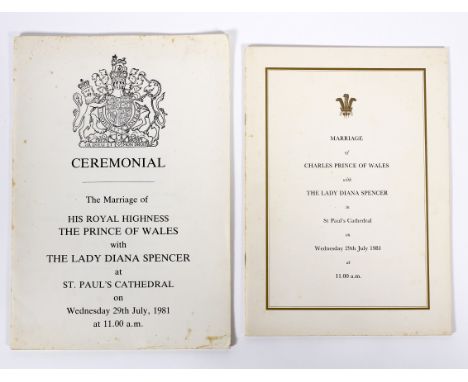 CEREMONIAL
The Marriage of
HIS ROYAL HIGHNESS
THE PRINCE OF WALES
with
THE LADY DIANA SPENCER
at
ST. PAUL'S CATHEDRAL
on
Wednesday 29th July, 1981
at 11.00 a.m.
MARRIAGE
of
CHARLES PRINCE OF WALES
with
THE LADY DIANA SPENCER
in
St Paul's Cathedral
on
Wednesday 29th July 1981
at
11.00 a.m.